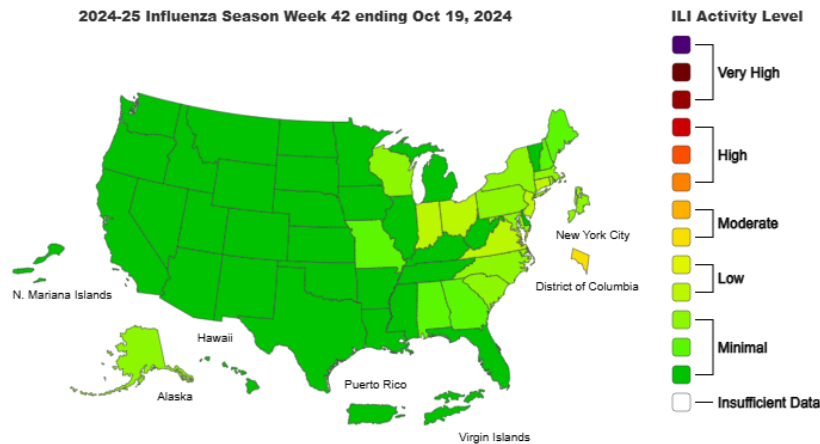 2024-25 Influenza Season Week 42 ending Oct 19, 2024
ILI Activity Level
Very High
High
Moderate
Low
Minimal
Insufficient Data
New York City
District of Columbia
N. Mariana Islands
Hawaii
Alaska
Puerto Rico
Virgin Islands